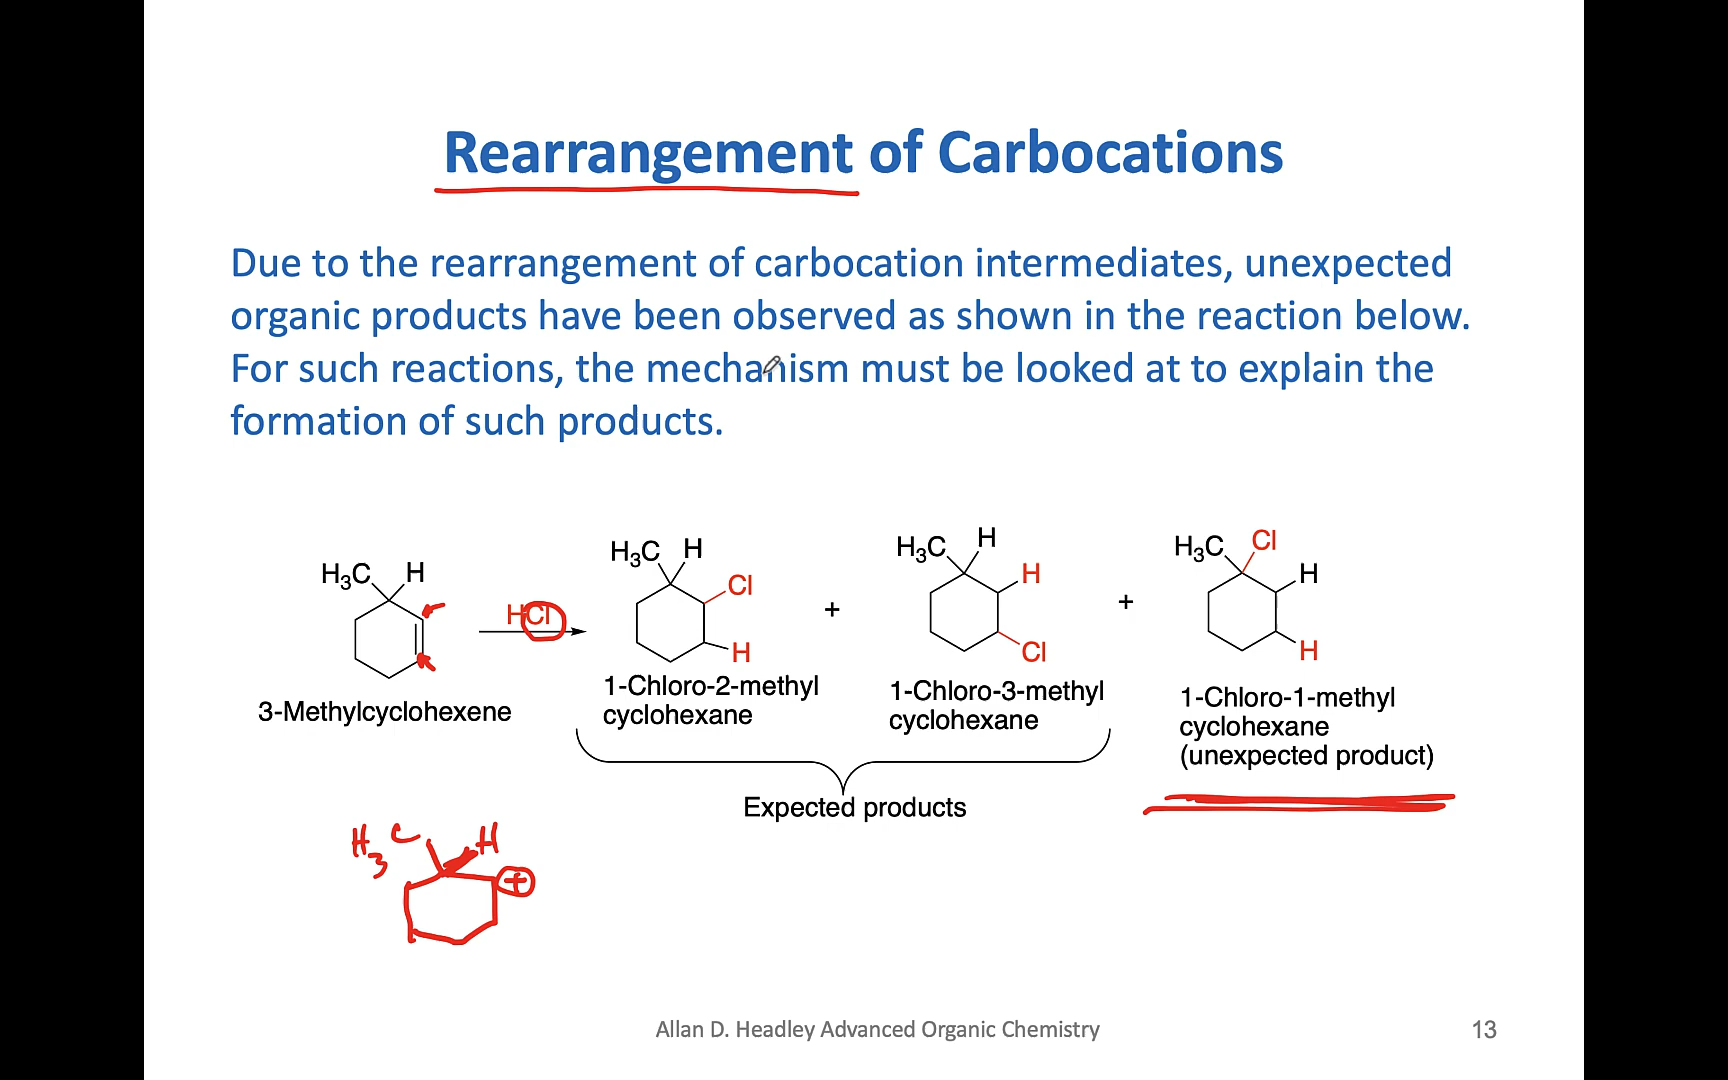 Rearrangement of Carbocations
Due to the rearrangement of carbocation intermediates, unexpected
organic products have been observed as shown in the reaction below.
For such reactions, the mechanism must be looked at to explain the
formation of such products.
H₃C H
HCl
3-Methylcyclohexene
H₃C H
Cl
H
1-Chloro-2-methyl
cyclohexane
+
H₃C H
H
Cl
1-Chloro-3-methyl
cyclohexane
+
H₃C Cl
H
H
1-Chloro-1-methyl
cyclohexane
(unexpected product)
Expected products
H₃C H
+
Allan D. Headley Advanced Organic Chemistry
13